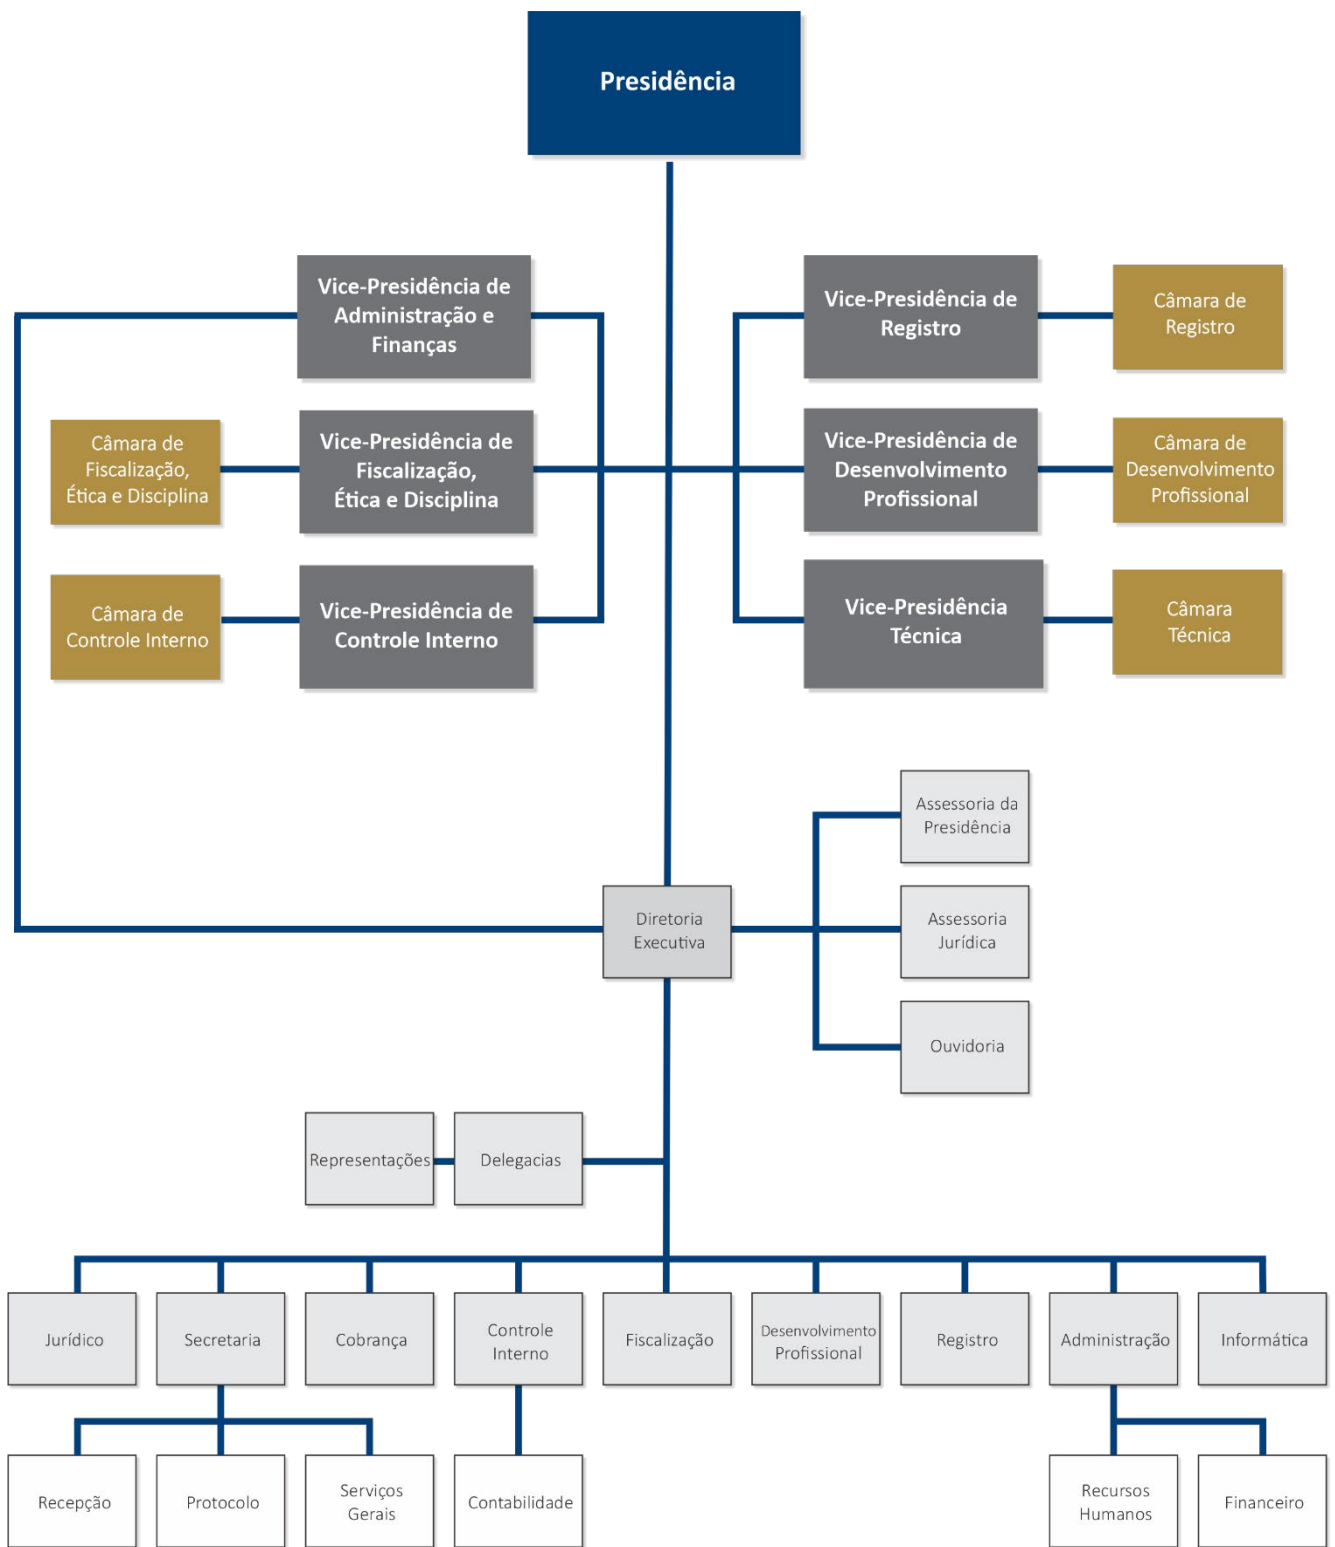 Presidência
Vice-Presidência de
Administração e
Finanças
Vice-Presidência de
Registro
Câmara de
Registro
Câmara de
Fiscalização,
Ética e Disciplina
Vice-Presidência de
Fiscalização,
Ética e Disciplina
Vice-Presidência de
Desenvolvimento
Profissional
Câmara de
Desenvolvimento
Profissional
Câmara de
Controle Interno
Vice-Presidência de
Controle Interno
Vice-Presidência
Técnica
Câmara
Técnica
Assessoria da
Presidência
Diretoria
Executiva
Assessoria
Jurídica
Ouvidoria
Representações
Delegacias
Jurídico
Secretaria
Cobrança
Controle
Interno
Fiscalização
Desenvolvimento
Profissional
Registro
Administração
Informática
Recepção
Protocolo
Serviços
Gerais
Contabilidade
Recursos
Humanos
Financeiro